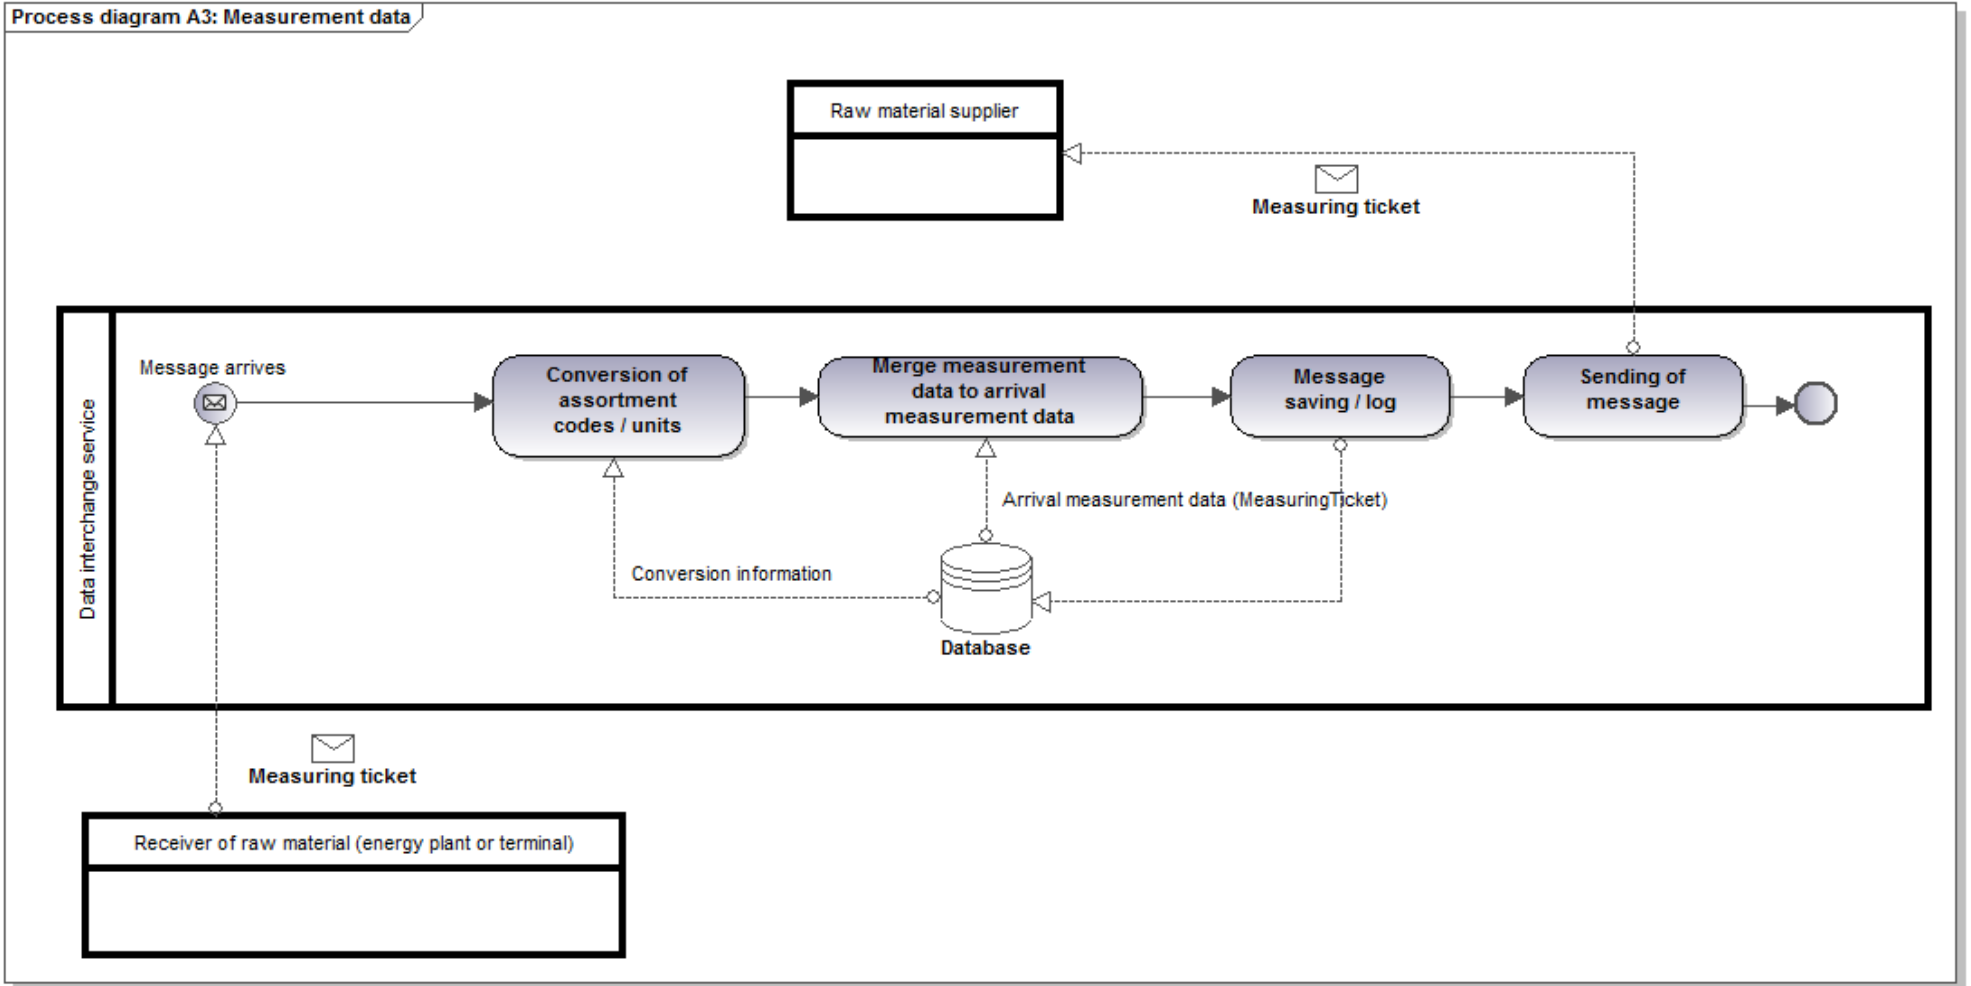 Process diagram A3: Measurement data
Raw material supplier
Measuring ticket
Data interchange service
Message arrives
Conversion of
assortment
codes / units
Merge measurement
data to arrival
measurement data
Message
saving / log
Sending of
message
Arrival measurement data (MeasuringTicket)
Conversion information
Database
Measuring ticket
Receiver of raw material (energy plant or terminal)